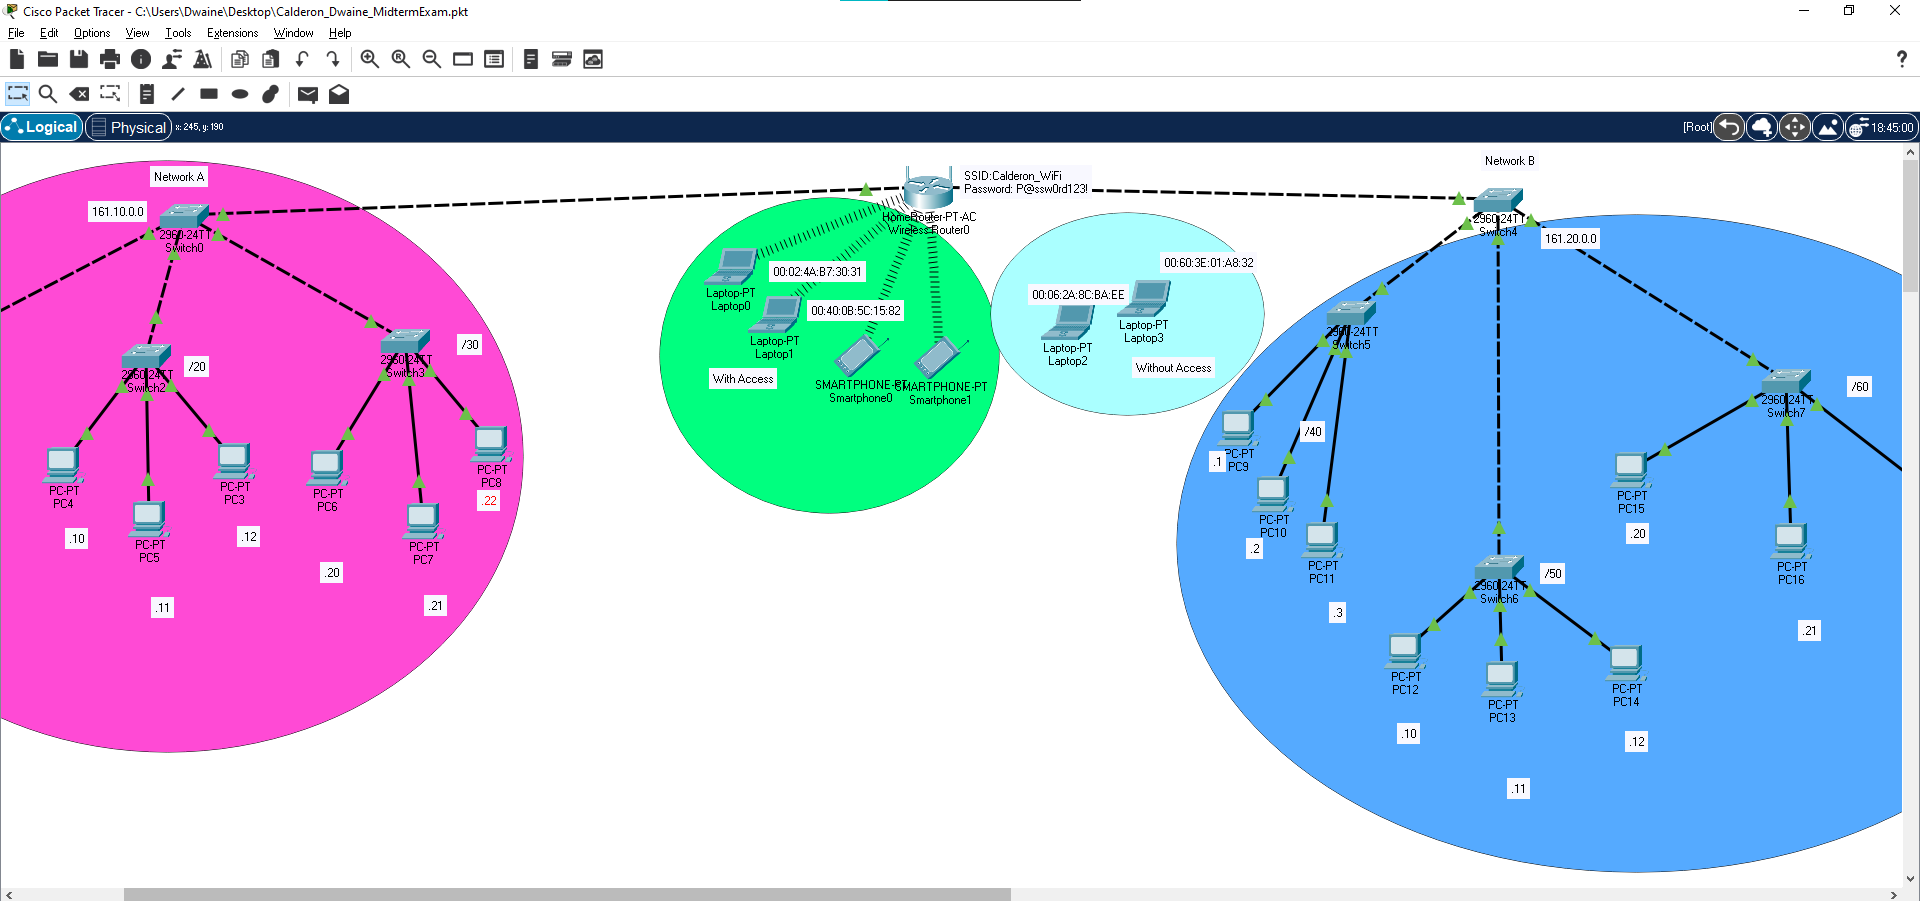 Cisco Packet Tracer - C:\Users\Dwaine\Desktop\Calderon_Dwaine_MidtermExam.pkt
File Edit Options View Tools Extensions Window Help
?
Logical Physical x: 245, y: 190 [Root] 18:45:00
Network A
161.10.0.0
2960-24TT
Switch0
SSID:Calderon_WiFi
Password: P@ssw0rd123!
HomeRouter-PT-AC
Wireless Router0
Network B
2960-24TT
Switch4
161.20.0.0
2960-24TT
Switch2
/20
2960-24TT
Switch3
/30
PC-PT
PC4
.10
PC-PT
PC5
.11
PC-PT
PC3
.12
PC-PT
PC6
.20
PC-PT
PC7
.21
PC-PT
PC8
.22
00:02:4A:B7:30:31
Laptop-PT
Laptop0
00:40:0B:5C:15:82
Laptop-PT
Laptop1
With Access
SMARTPHONE-PT
Smartphone0
SMARTPHONE-PT
Smartphone1
00:60:3E:01:A8:32
00:06:2A:8C:BA:EE
Laptop-PT
Laptop3
Laptop-PT
Laptop2
Without Access
2960-24TT
Switch5
/40
.1
PC-PT
PC9
PC-PT
PC10
.2
PC-PT
PC11
.3
2960-24TT
Switch6
/50
PC-PT
PC12
.10
PC-PT
PC13
.11
PC-PT
PC14
.12
2960-24TT
Switch7
/60
PC-PT
PC15
.20
PC-PT
PC16
.21